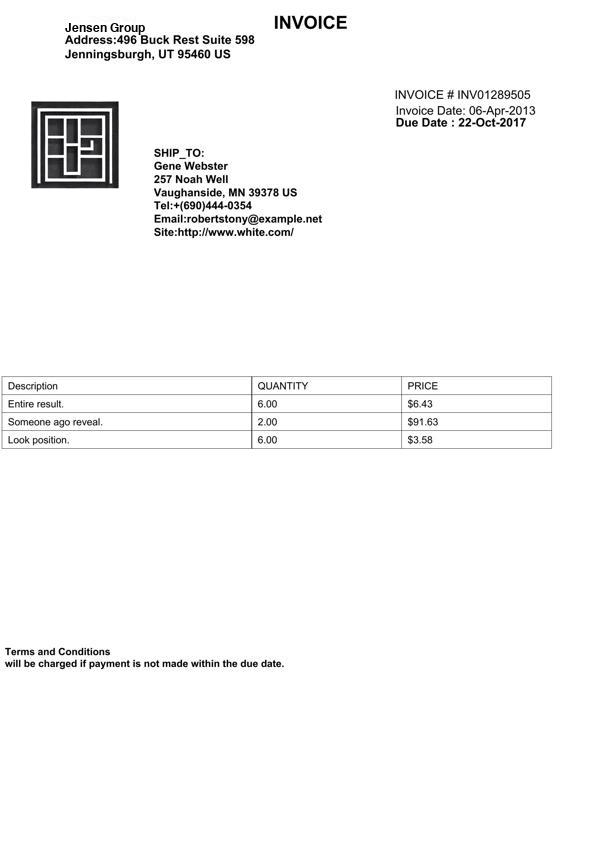 INVOICE
Jensen Group
Address:496 Buck Rest Suite 598
Jenningsburgh, UT 95460 US
INVOICE # INV01289505
Invoice Date: 06-Apr-2013
Due Date : 22-Oct-2017
SHIP_TO:
Gene Webster
257 Noah Well
Vaughanside, MN 39378 US
Tel:+(690)444-0354
Email:robertstony@example.net
Site:http://www.white.com/
Description QUANTITY PRICE
Entire result. 6.00 $6.43
Someone ago reveal. 2.00 $91.63
Look position. 6.00 $3.58
Terms and Conditions
will be charged if payment is not made within the due date.